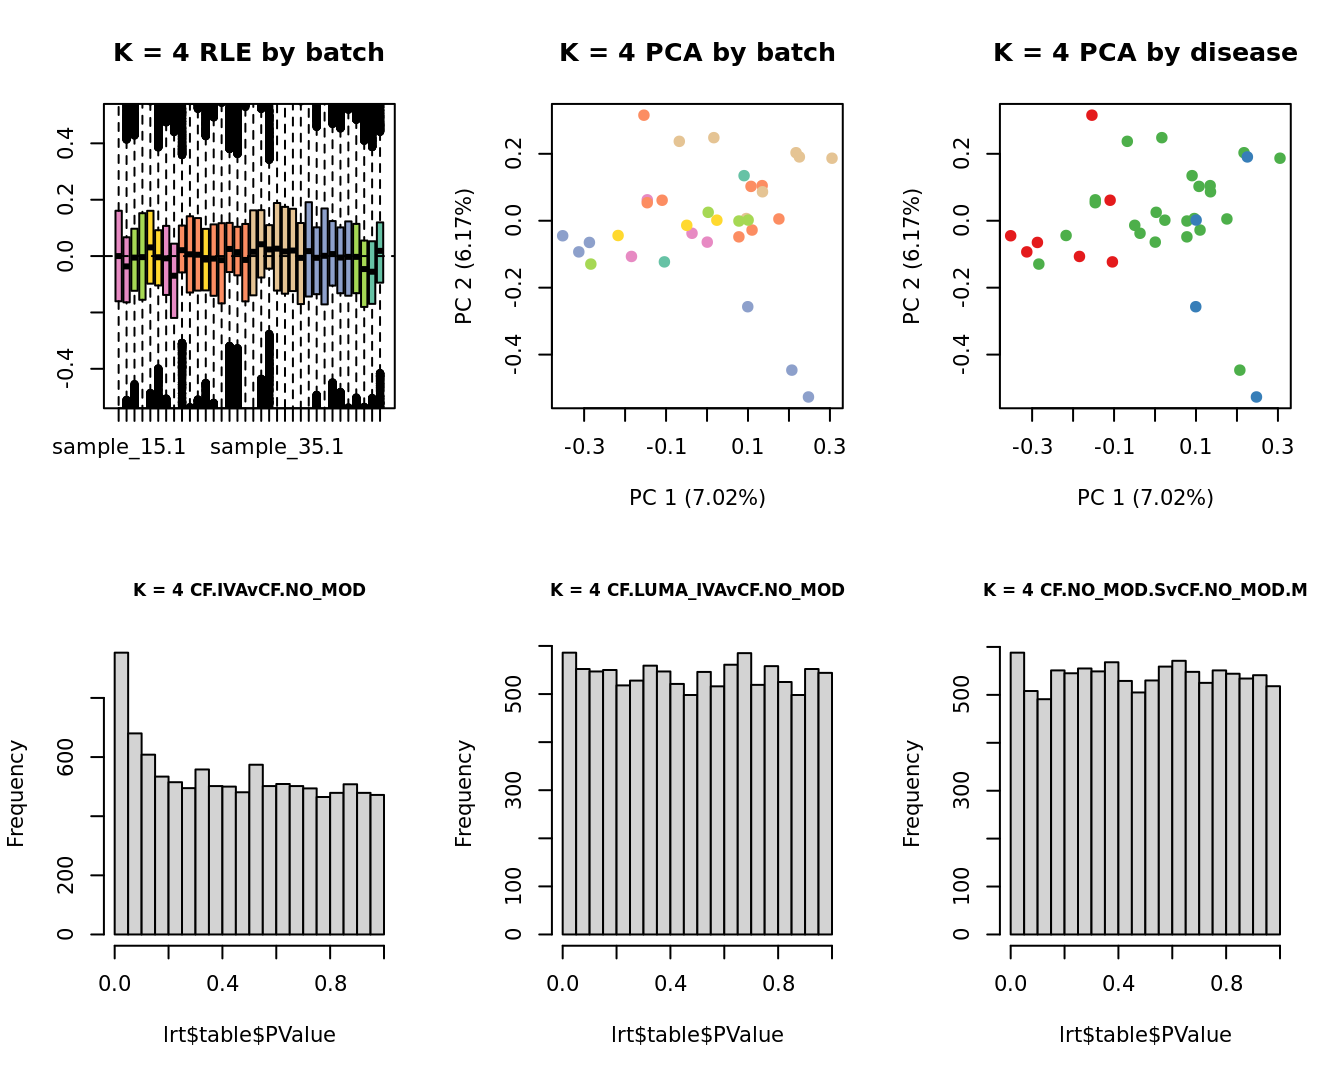 K = 4 RLE by batch
0.4
0.2
0.0
-0.4
sample_15.1 sample_35.1
K = 4 PCA by batch
PC 2 (6.17%)
0.2
0.0
-0.2
-0.4
-0.3 -0.1 0.1 0.3
PC 1 (7.02%)
K = 4 PCA by disease
PC 2 (6.17%)
0.2
0.0
-0.2
-0.4
-0.3 -0.1 0.1 0.3
PC 1 (7.02%)
K = 4 CF.IVAvCF.NO_MOD
Frequency
600
200
0
0.0 0.4 0.8
lrt$table$PValue
K = 4 CF.LUMA_IVAvCF.NO_MOD
Frequency
500
300
100
0
0.0 0.4 0.8
lrt$table$PValue
K = 4 CF.NO_MOD.SvCF.NO_MOD.M
Frequency
500
300
100
0
0.0 0.4 0.8
lrt$table$PValue